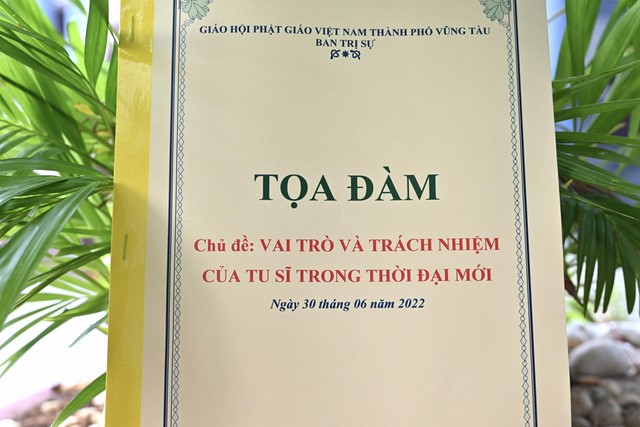 GIÁO HỘI PHẬT GIÁO VIỆT NAM THÀNH PHỐ VŨNG TÀU
BAN TRỊ SỰ
TỌA ĐÀM
Chủ đề: VAI TRÒ VÀ TRÁCH NHIỆM
CỦA TU SĨ TRONG THỜI ĐẠI MỚI
Ngày 30 tháng 06 năm 2022